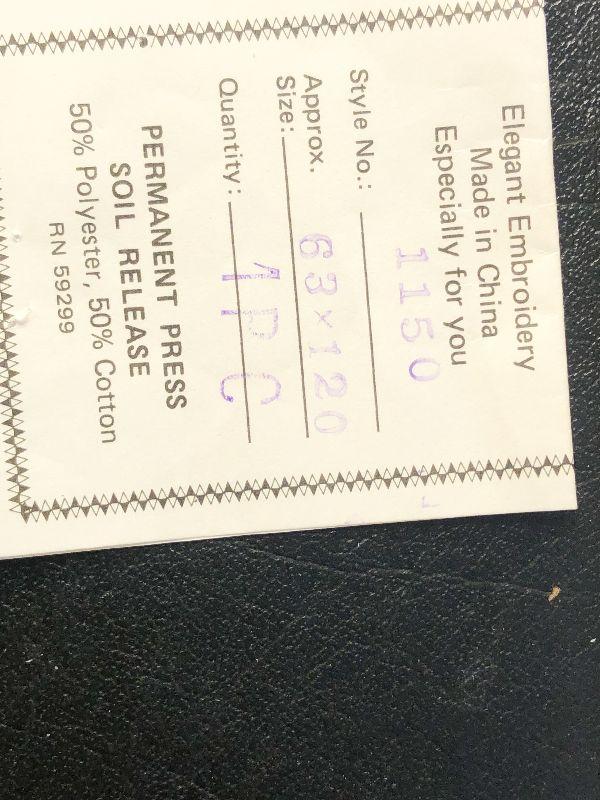 Elegant Embroidery
Made in China
Especially for you
Style No.: 1150
Approx.
Size: 63×120
Quantity: 1PC
PERMANENT PRESS
SOIL RELEASE
50% Polyester, 50% Cotton
RN 59299